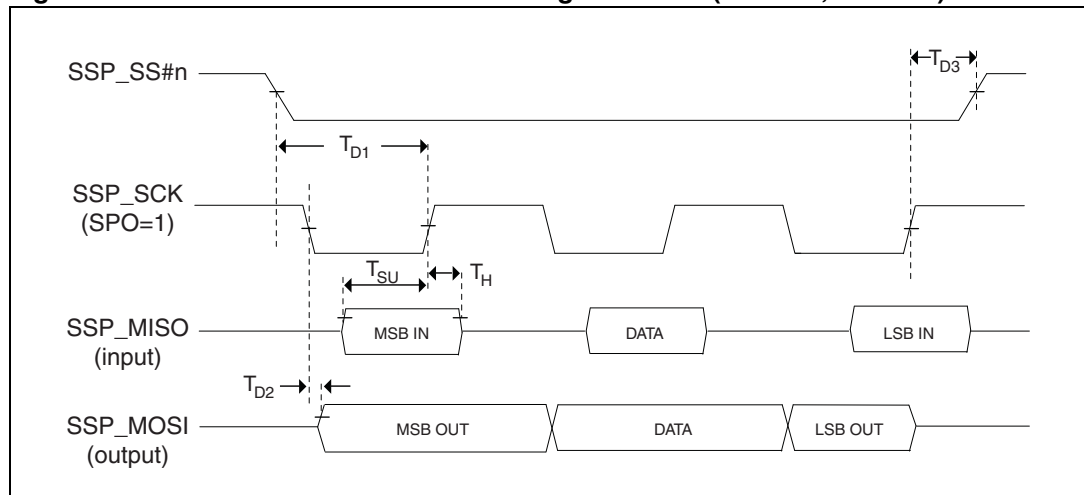 SSP_SS#n
T_D3
T_D1
SSP_SCK
(SPO=1)
T_SU
T_H
SSP_MISO
(input)
MSB IN
DATA
LSB IN
T_D2
SSP_MOSI
(output)
MSB OUT
DATA
LSB OUT